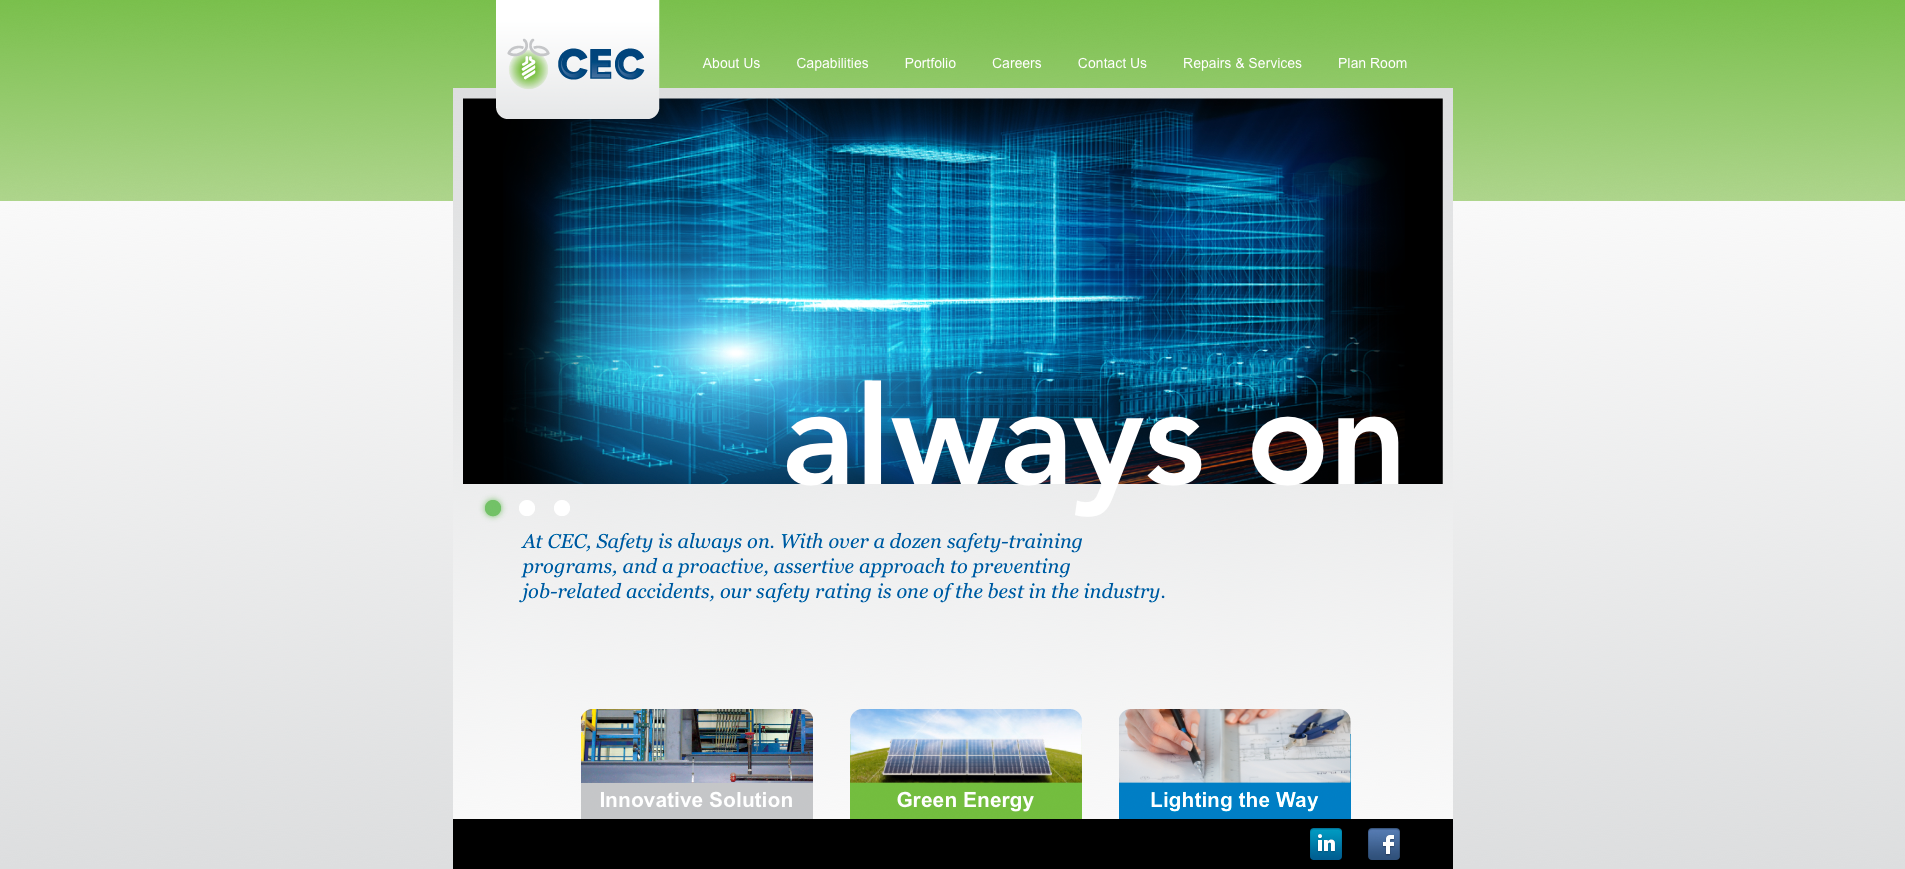 CEC
About Us
Capabilities
Portfolio
Careers
Contact Us
Repairs & Services
Plan Room
always on
At CEC, Safety is always on. With over a dozen safety-training
programs, and a proactive, assertive approach to preventing
job-related accidents, our safety rating is one of the best in the industry.
Innovative Solution
Green Energy
Lighting the Way
in
f